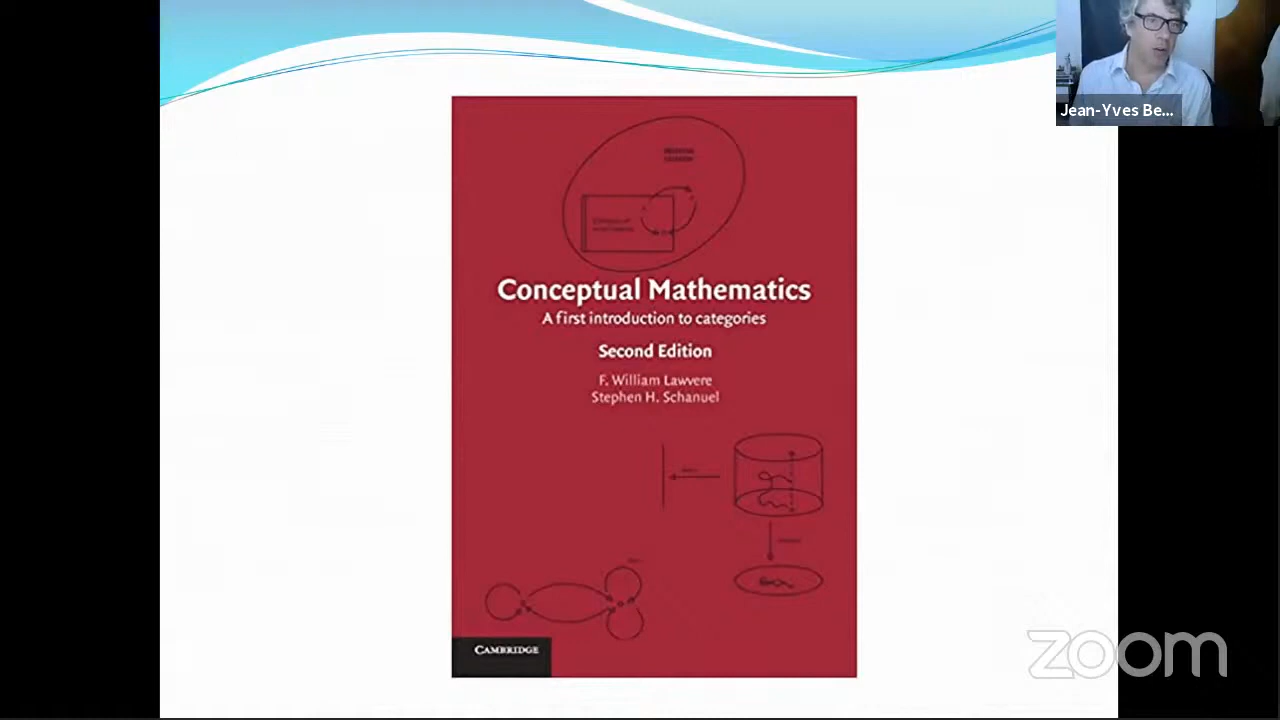 Jean-Yves Be...
Conceptual Mathematics
A first introduction to categories
Second Edition
F. William Lawvere
Stephen H. Schanuel
CAMBRIDGE
zoom